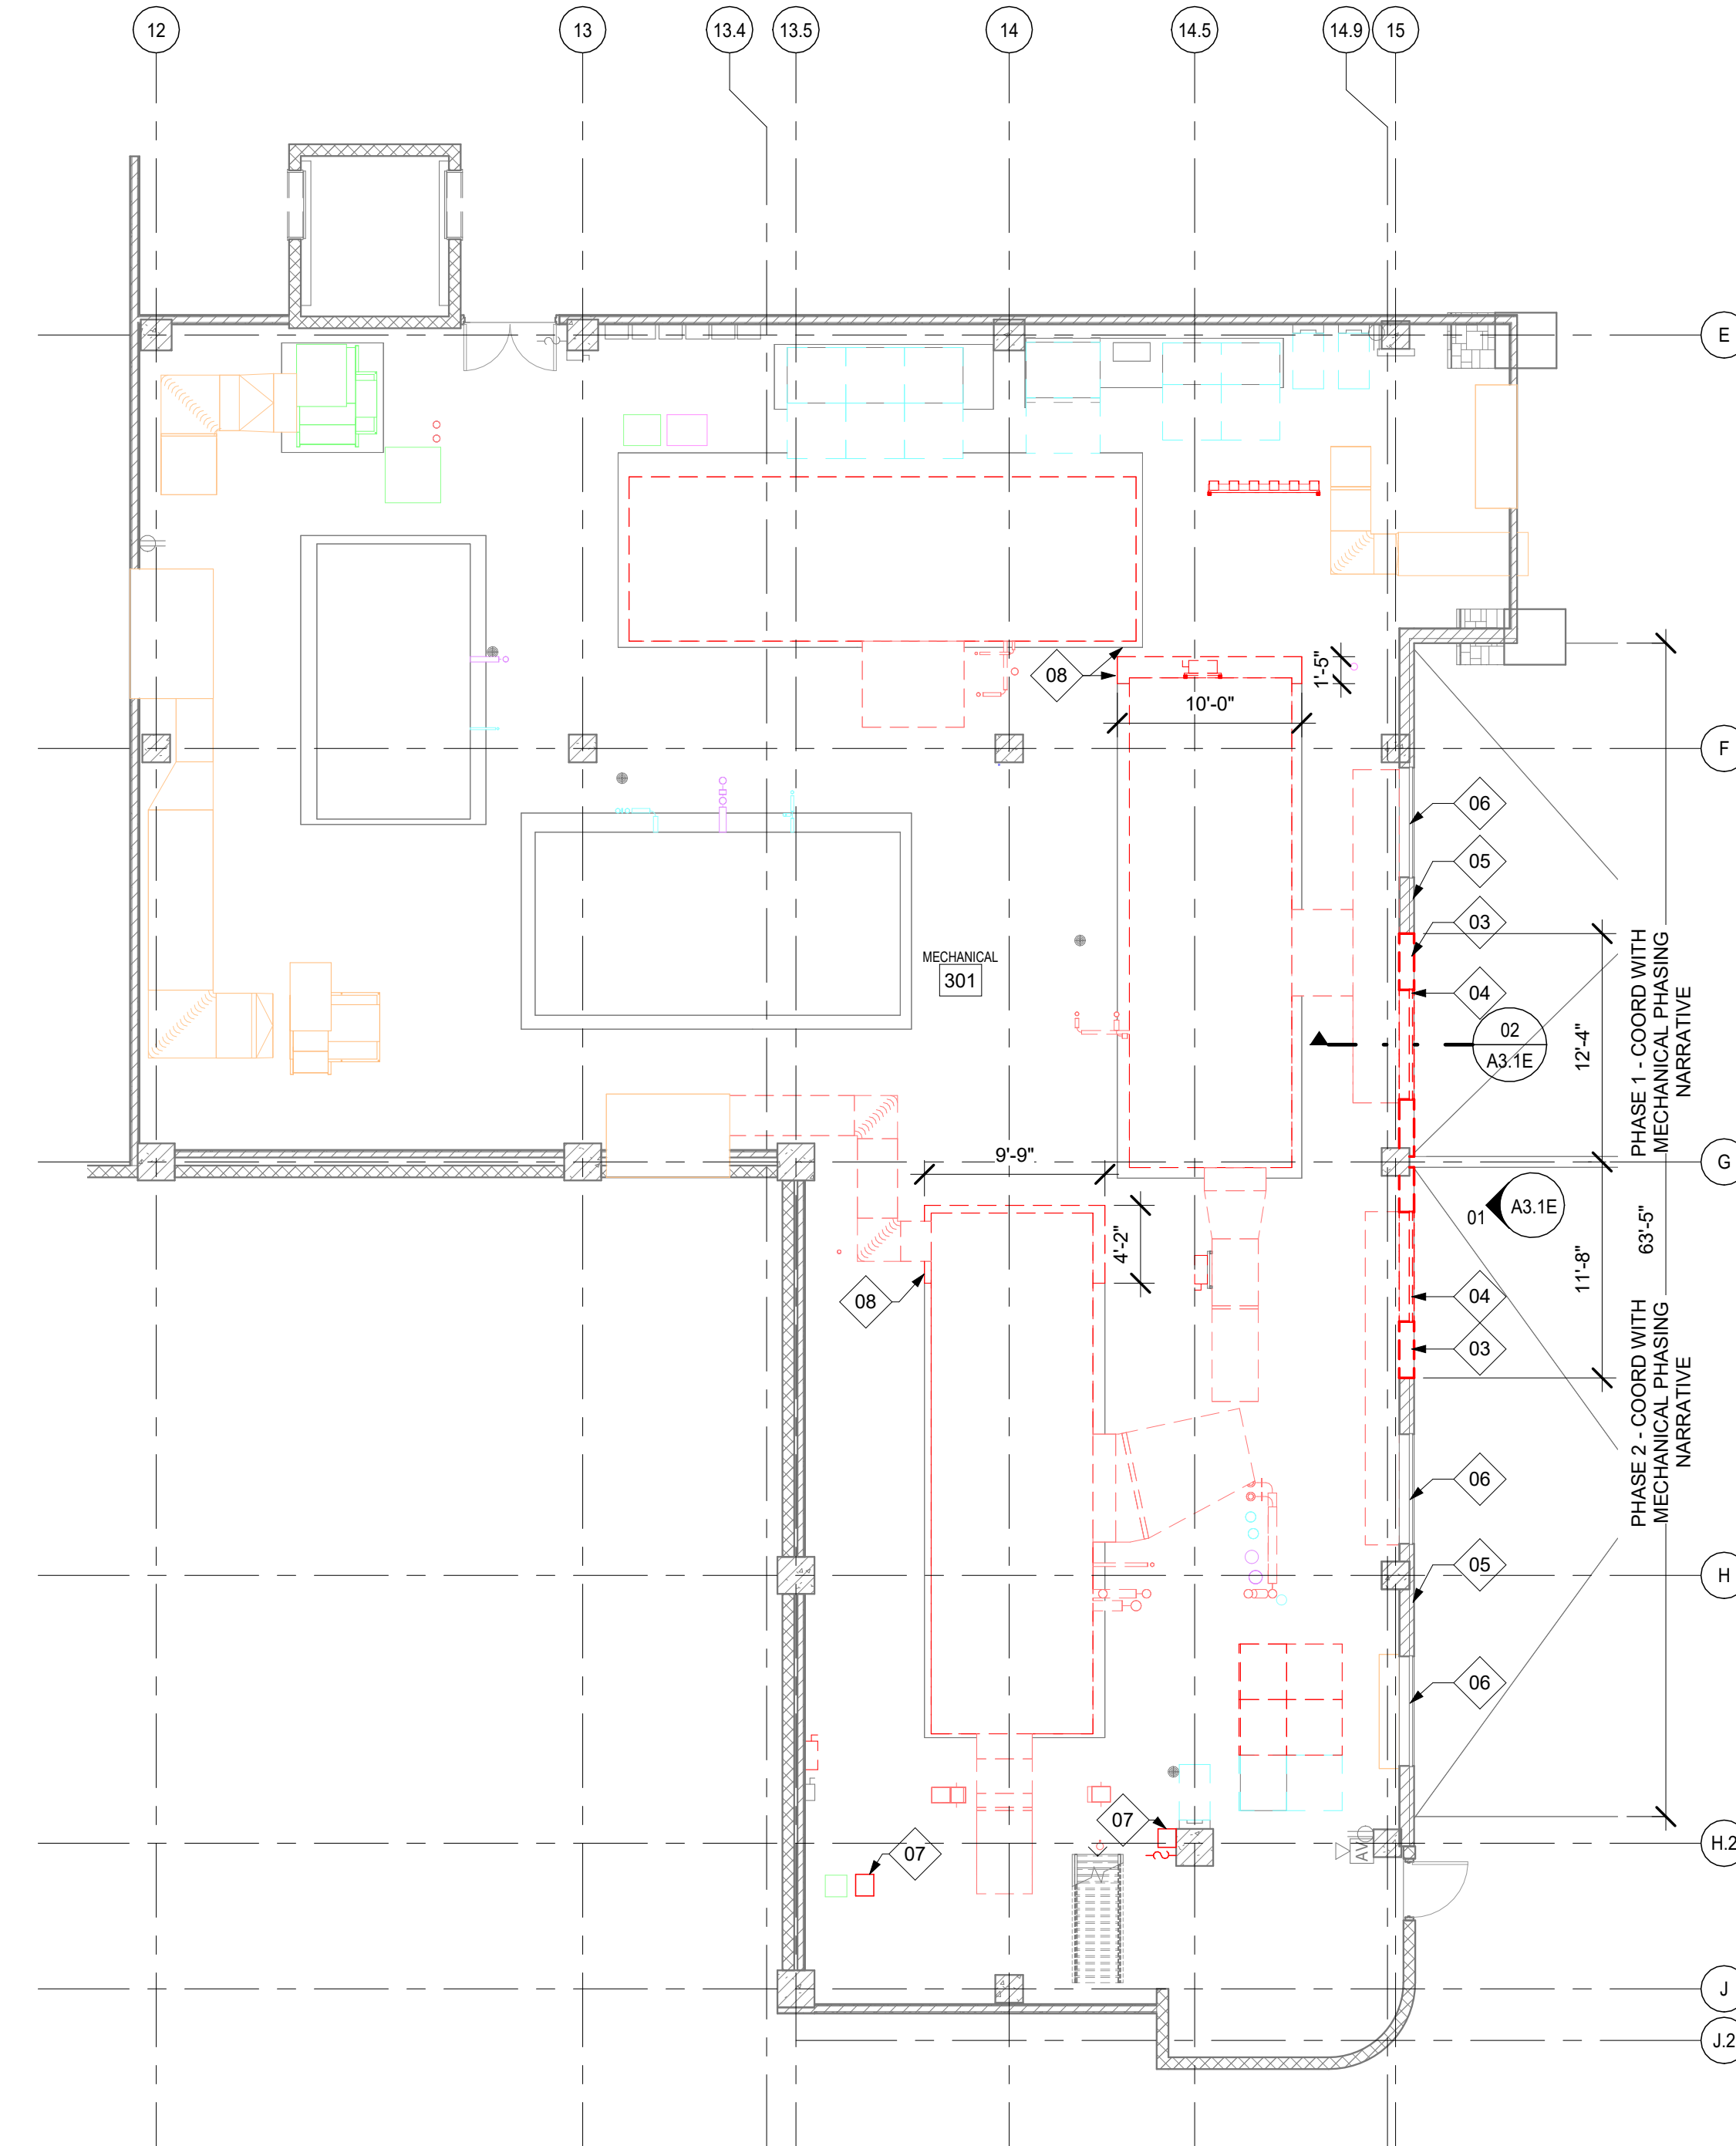 12
13
13.4
13.5
14
14.5
14.9
15
E
08
1'-5"
10'-0"
F
06
05
03
MECHANICAL
301
04
02
A3.1E
12'-4"
PHASE 1 - COORD WITH
MECHANICAL PHASING
NARRATIVE
9'-9"
G
01
A3.1E
4'-2"
63'-5"
08
11'-8"
04
03
PHASE 2 - COORD WITH
MECHANICAL PHASING
NARRATIVE
06
05
H
06
07
07
AV
H.2
J
J.2